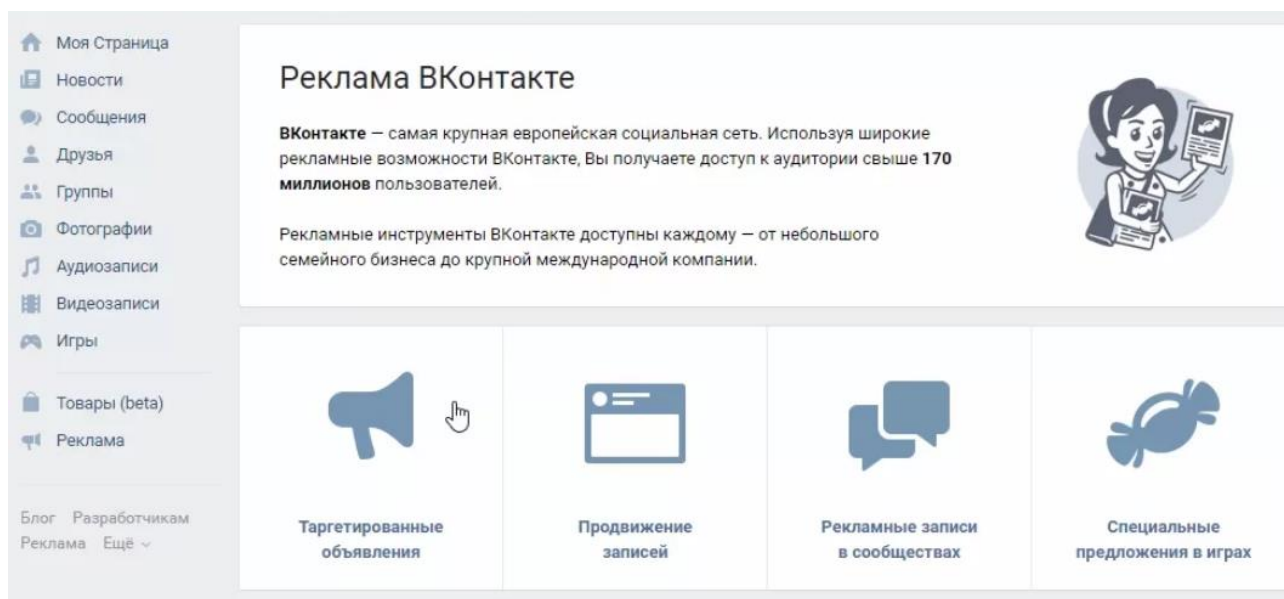 Моя Страница
Новости
Сообщения
Друзья
Группы
Фотографии
Аудиозаписи
Видеозаписи
Игры
Товары (beta)
Реклама
Блог Разработчикам
Реклама Ещё
Реклама ВКонтакте
ВКонтакте — самая крупная европейская социальная сеть. Используя широкие
рекламные возможности ВКонтакте, Вы получаете доступ к аудитории свыше 170
миллионов пользователей.
Рекламные инструменты ВКонтакте доступны каждому — от небольшого
семейного бизнеса до крупной международной компании.
Таргетированные
объявления
Продвижение
записей
Рекламные записи
в сообществах
Специальные
предложения в играх